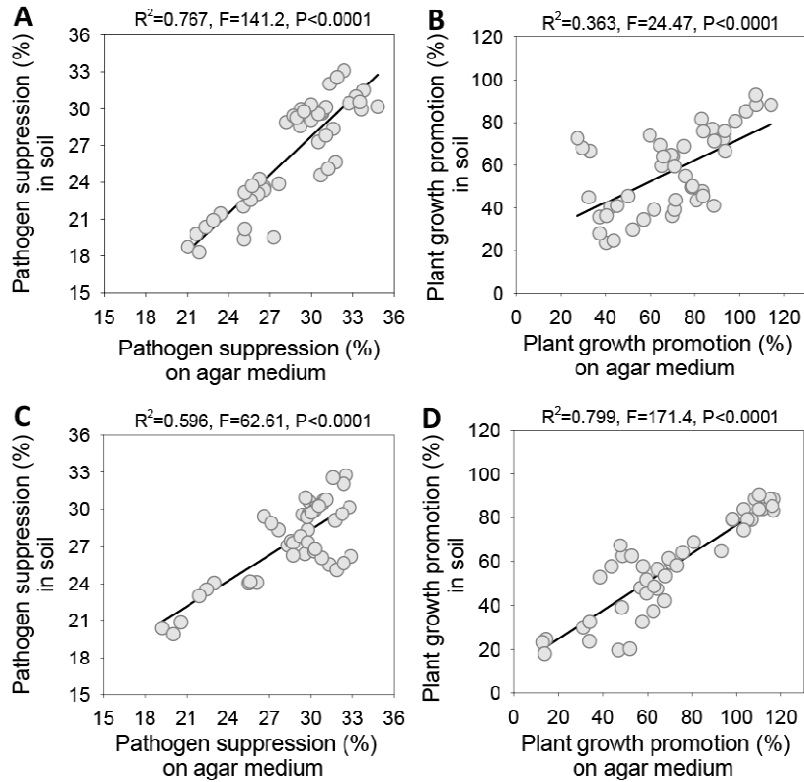 A
R²=0.767, F=141.2, P<0.0001
Pathogen suppression (%)
in soil
36
33
30
27
24
21
18
15
15 18 21 24 27 30 33 36
Pathogen suppression (%)
on agar medium
B
R²=0.363, F=24.47, P<0.0001
Plant growth promotion (%)
in soil
120
100
80
60
40
20
0
0 20 40 60 80 100 120
Plant growth promotion (%)
on agar medium
C
R²=0.596, F=62.61, P<0.0001
Pathogen suppression (%)
in soil
36
33
30
27
24
21
18
15
15 18 21 24 27 30 33 36
Pathogen suppression (%)
on agar medium
D
R²=0.799, F=171.4, P<0.0001
Plant growth promotion (%)
in soil
120
100
80
60
40
20
0
0 20 40 60 80 100 120
Plant growth promotion (%)
on agar medium